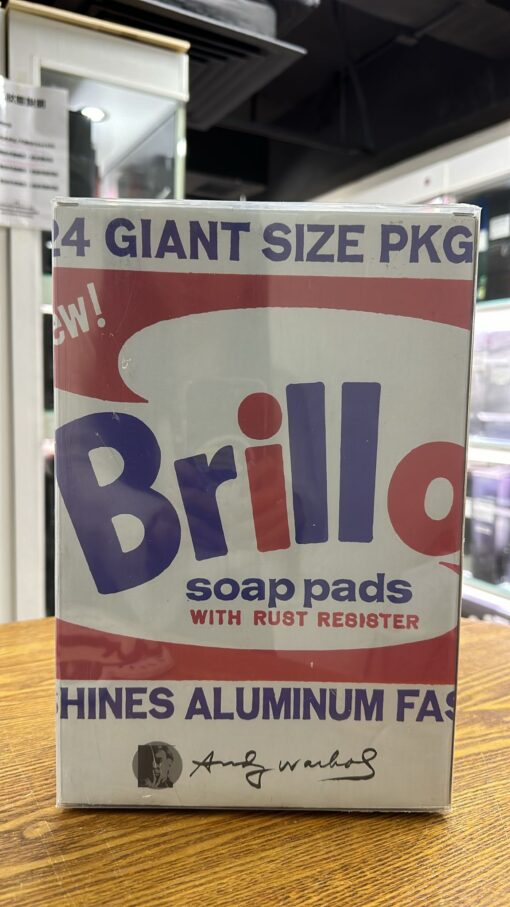 24 GIANT SIZE PKG
ew!
Brillo
soap pads
WITH RUST RESISTER
HINES ALUMINUM FAS
Andy Warhol